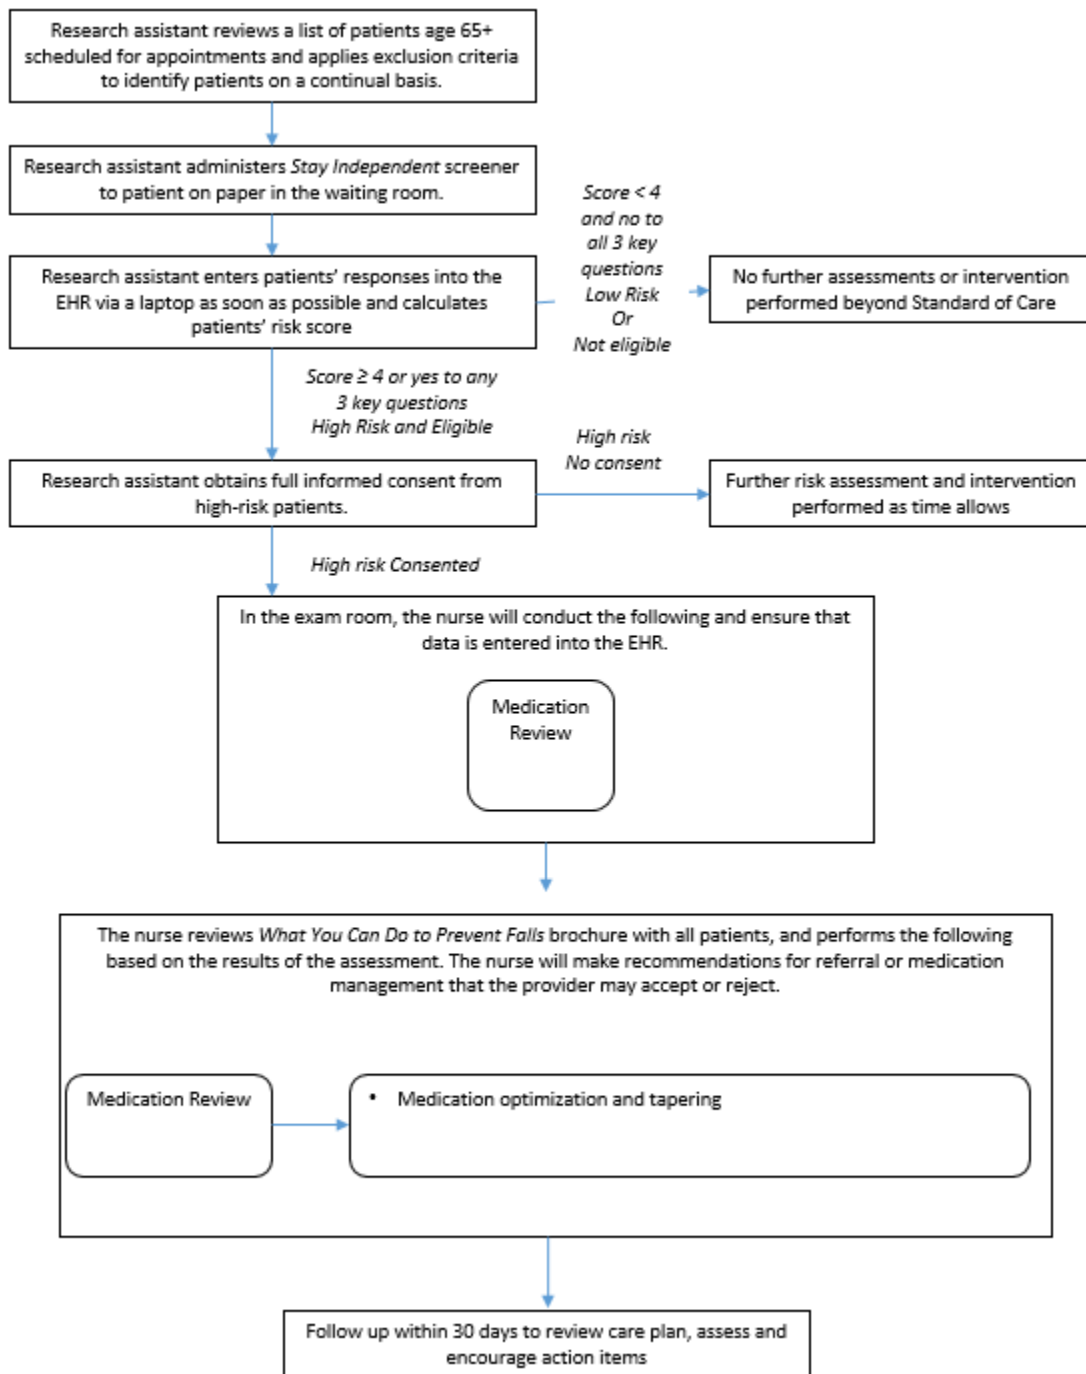 Research assistant reviews a list of patients age 65+
scheduled for appointments and applies exclusion criteria
to identify patients on a continual basis.
Research assistant administers Stay Independent screener
to patient on paper in the waiting room.
Score < 4
and no to
all 3 key
questions
Low Risk
Or
Not eligible
Research assistant enters patients’ responses into the
EHR via a laptop as soon as possible and calculates
patients’ risk score
No further assessments or intervention
performed beyond Standard of Care
Score ≥ 4 or yes to any
3 key questions
High Risk and Eligible
High risk
No consent
Research assistant obtains full informed consent from
high-risk patients.
Further risk assessment and intervention
performed as time allows
High risk Consented
In the exam room, the nurse will conduct the following and ensure that
data is entered into the EHR.
Medication
Review
The nurse reviews What You Can Do to Prevent Falls brochure with all patients, and performs the following
based on the results of the assessment. The nurse will make recommendations for referral or medication
management that the provider may accept or reject.
Medication Review
• Medication optimization and tapering
Follow up within 30 days to review care plan, assess and
encourage action items